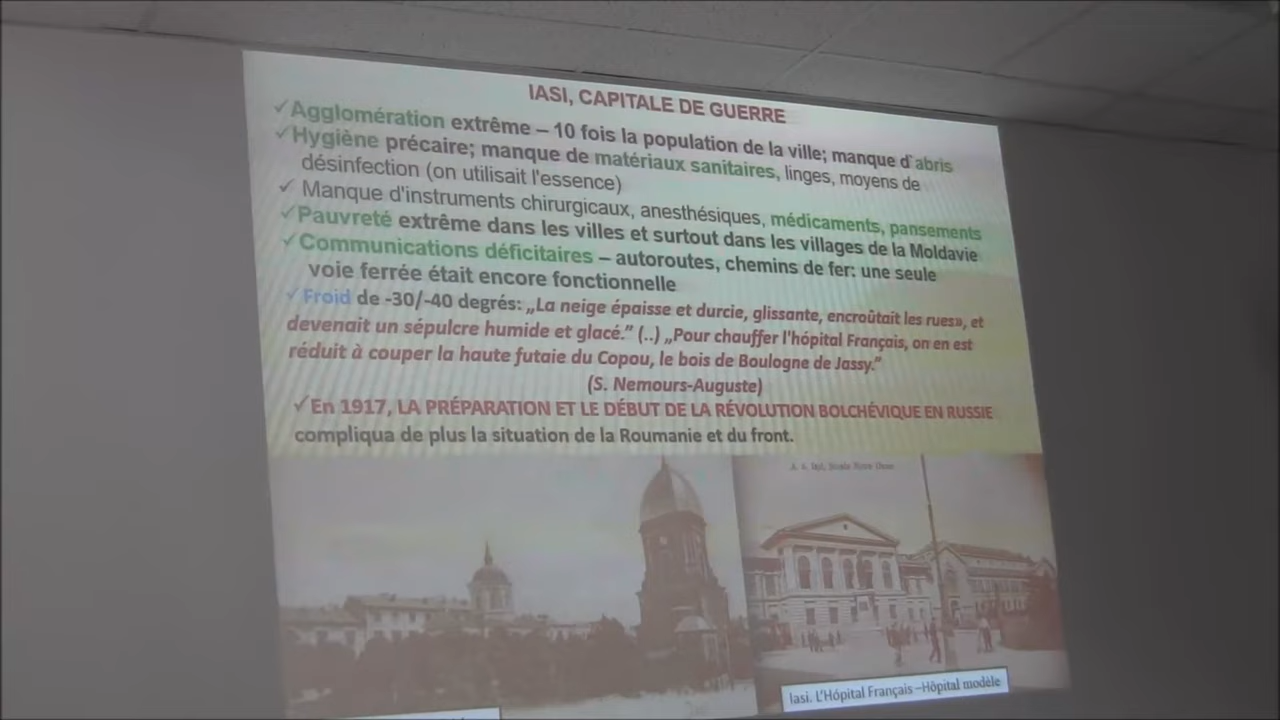 IASI, CAPITALE DE GUERRE
✓Agglomération extrême – 10 fois la population de la ville; manque d'abris
✓Hygiène précaire; manque de matériaux sanitaires, linges, moyens de
désinfection (on utilisait l'essence)
✓ Manque d'instruments chirurgicaux, anesthésiques, médicaments, pansements
✓Pauvreté extrême dans les villes et surtout dans les villages de la Moldavie
✓Communications déficitaires – autoroutes, chemins de fer: une seule
voie ferrée était encore fonctionnelle
✓Froid de -30/-40 degrés: „La neige épaisse et durcie, glissante, encroûtait les rues», et
devenait un sépulcre humide et glacé.” (..) „Pour chauffer l'hópital Français, on en est
réduit à couper la haute futaie du Copou, le bois de Boulogne de Jassy.”
(S. Nemours-Auguste)
✓En 1917, LA PRÉPARATION ET LE DÉBUT DE LA RÉVOLUTION BOLCHÉVIQUE EN RUSSIE
compliqua de plus la situation de la Roumanie et du front.
Iasi. L'Hópital Français –Hôpital modèle